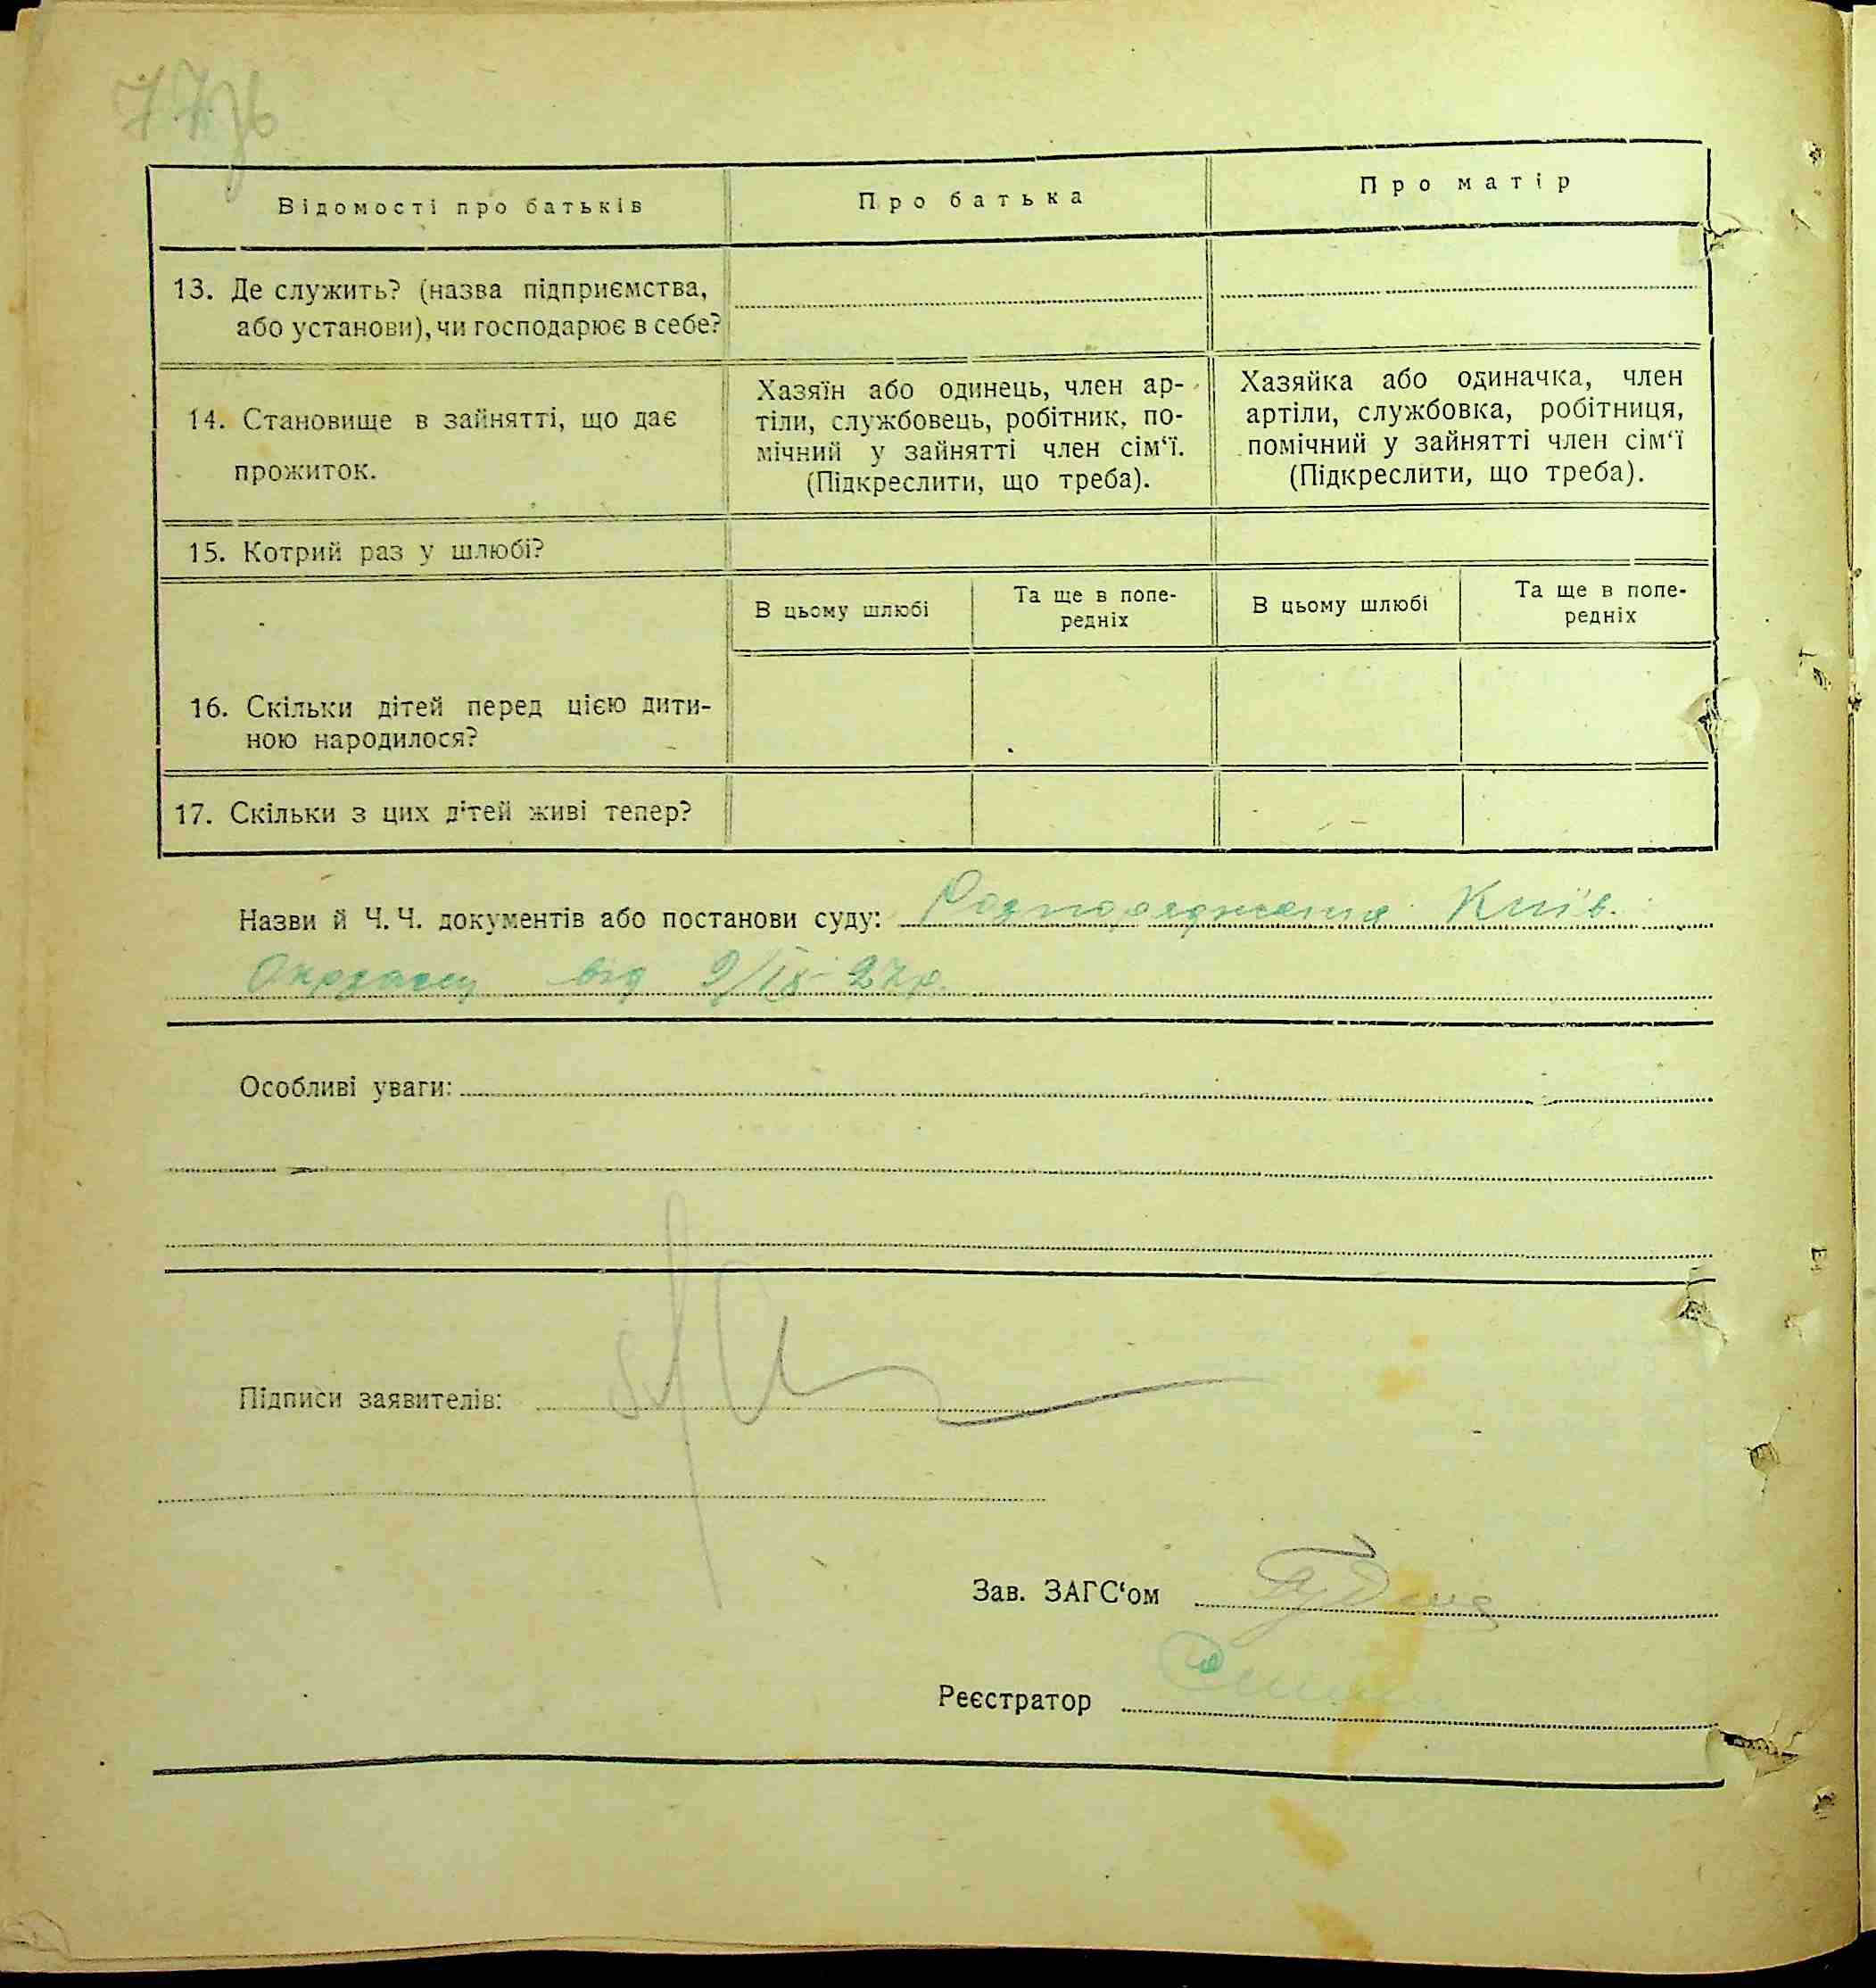 Відомості про батьків
Про батька
Про матір
13. Де служить? (назва підприємства,
або установи), чи господарює в себе?
14. Становище в зайнятті, що дає
прожиток.
Хазяїн або одинець, член ар-
тіли, службовець, робітник, по-
мічний у зайнятті член сім‘ї.
(Підкреслити, що треба).
Хазяйка або одиначка, член
артіли, службовка, робітниця,
помічний у зайнятті член сім‘ї
(Підкреслити, що треба).
15. Котрий раз у шлюбі?
В цьому шлюбі
Та ще в попе-
редніх
В цьому шлюбі
Та ще в попе-
редніх
16. Скільки дітей перед цією дити-
ною народилося?
17. Скільки з цих дітей живі тепер?
Назви й Ч. Ч. документів або постанови суду: Розпорядження Київ.
від 9/IX-27р.
Особливі уваги:
Підписи заявителів:
Зав. ЗАГС‘ом
Реєстратор